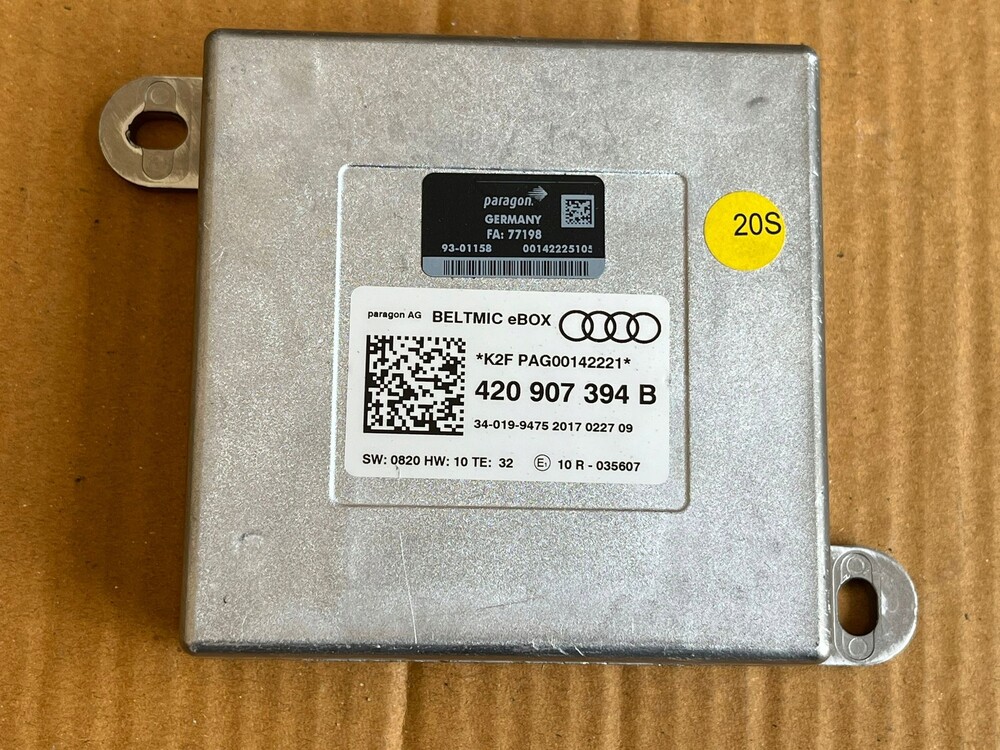 paragon
GERMANY
FA: 77198
93-01158 00142225105
20S
paragon AG BELTMIC eBOX
*K2F PAG00142221*
420 907 394 B
34-019-9475 2017 0227 09
SW: 0820 HW: 10 TE: 32 E1 10 R - 035607